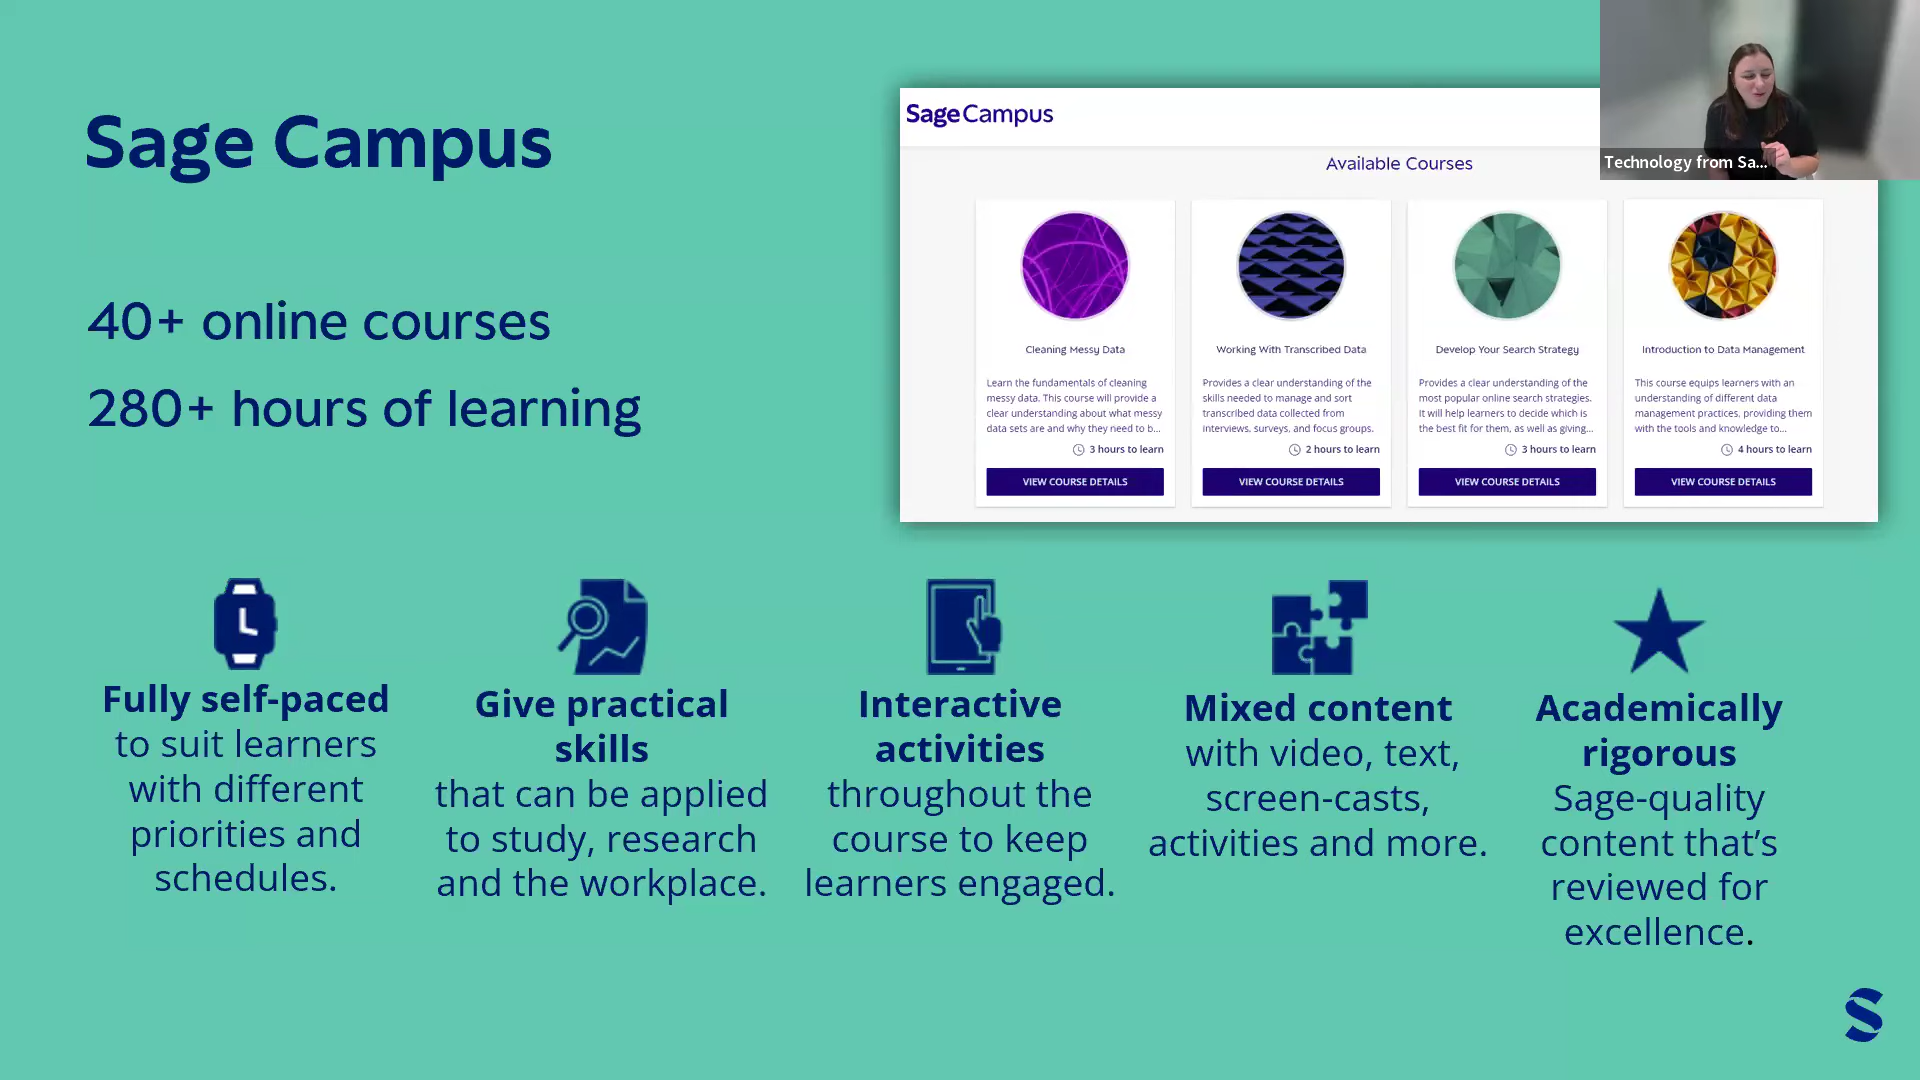 Sage Campus
40+ online courses
280+ hours of learning
Sage Campus
Available Courses
Technology from Sa...
Cleaning Messy Data
Learn the fundamentals of cleaning
messy data. This course will provide a
clear understanding about what messy
data sets are and why they need to b...
3 hours to learn
VIEW COURSE DETAILS
Working With Transcribed Data
Provides a clear understanding of the
skills needed to manage and sort
transcribed data collected from
interviews, surveys, and focus groups.
2 hours to learn
VIEW COURSE DETAILS
Develop Your Search Strategy
Provides a clear understanding of the
most popular online search strategies.
It will help learners to decide which is
the best fit for them, as well as giving...
3 hours to learn
VIEW COURSE DETAILS
Introduction to Data Management
This course equips learners with an
understanding of different data
management practices, providing them
with the tools and knowledge to...
4 hours to learn
VIEW COURSE DETAILS
Fully self-paced
to suit learners
with different
priorities and
schedules.
Give practical
skills
that can be applied
to study, research
and the workplace.
Interactive
activities
throughout the
course to keep
learners engaged.
Mixed content
with video, text,
screen-casts,
activities and more.
Academically
rigorous
Sage-quality
content that's
reviewed for
excellence.
S